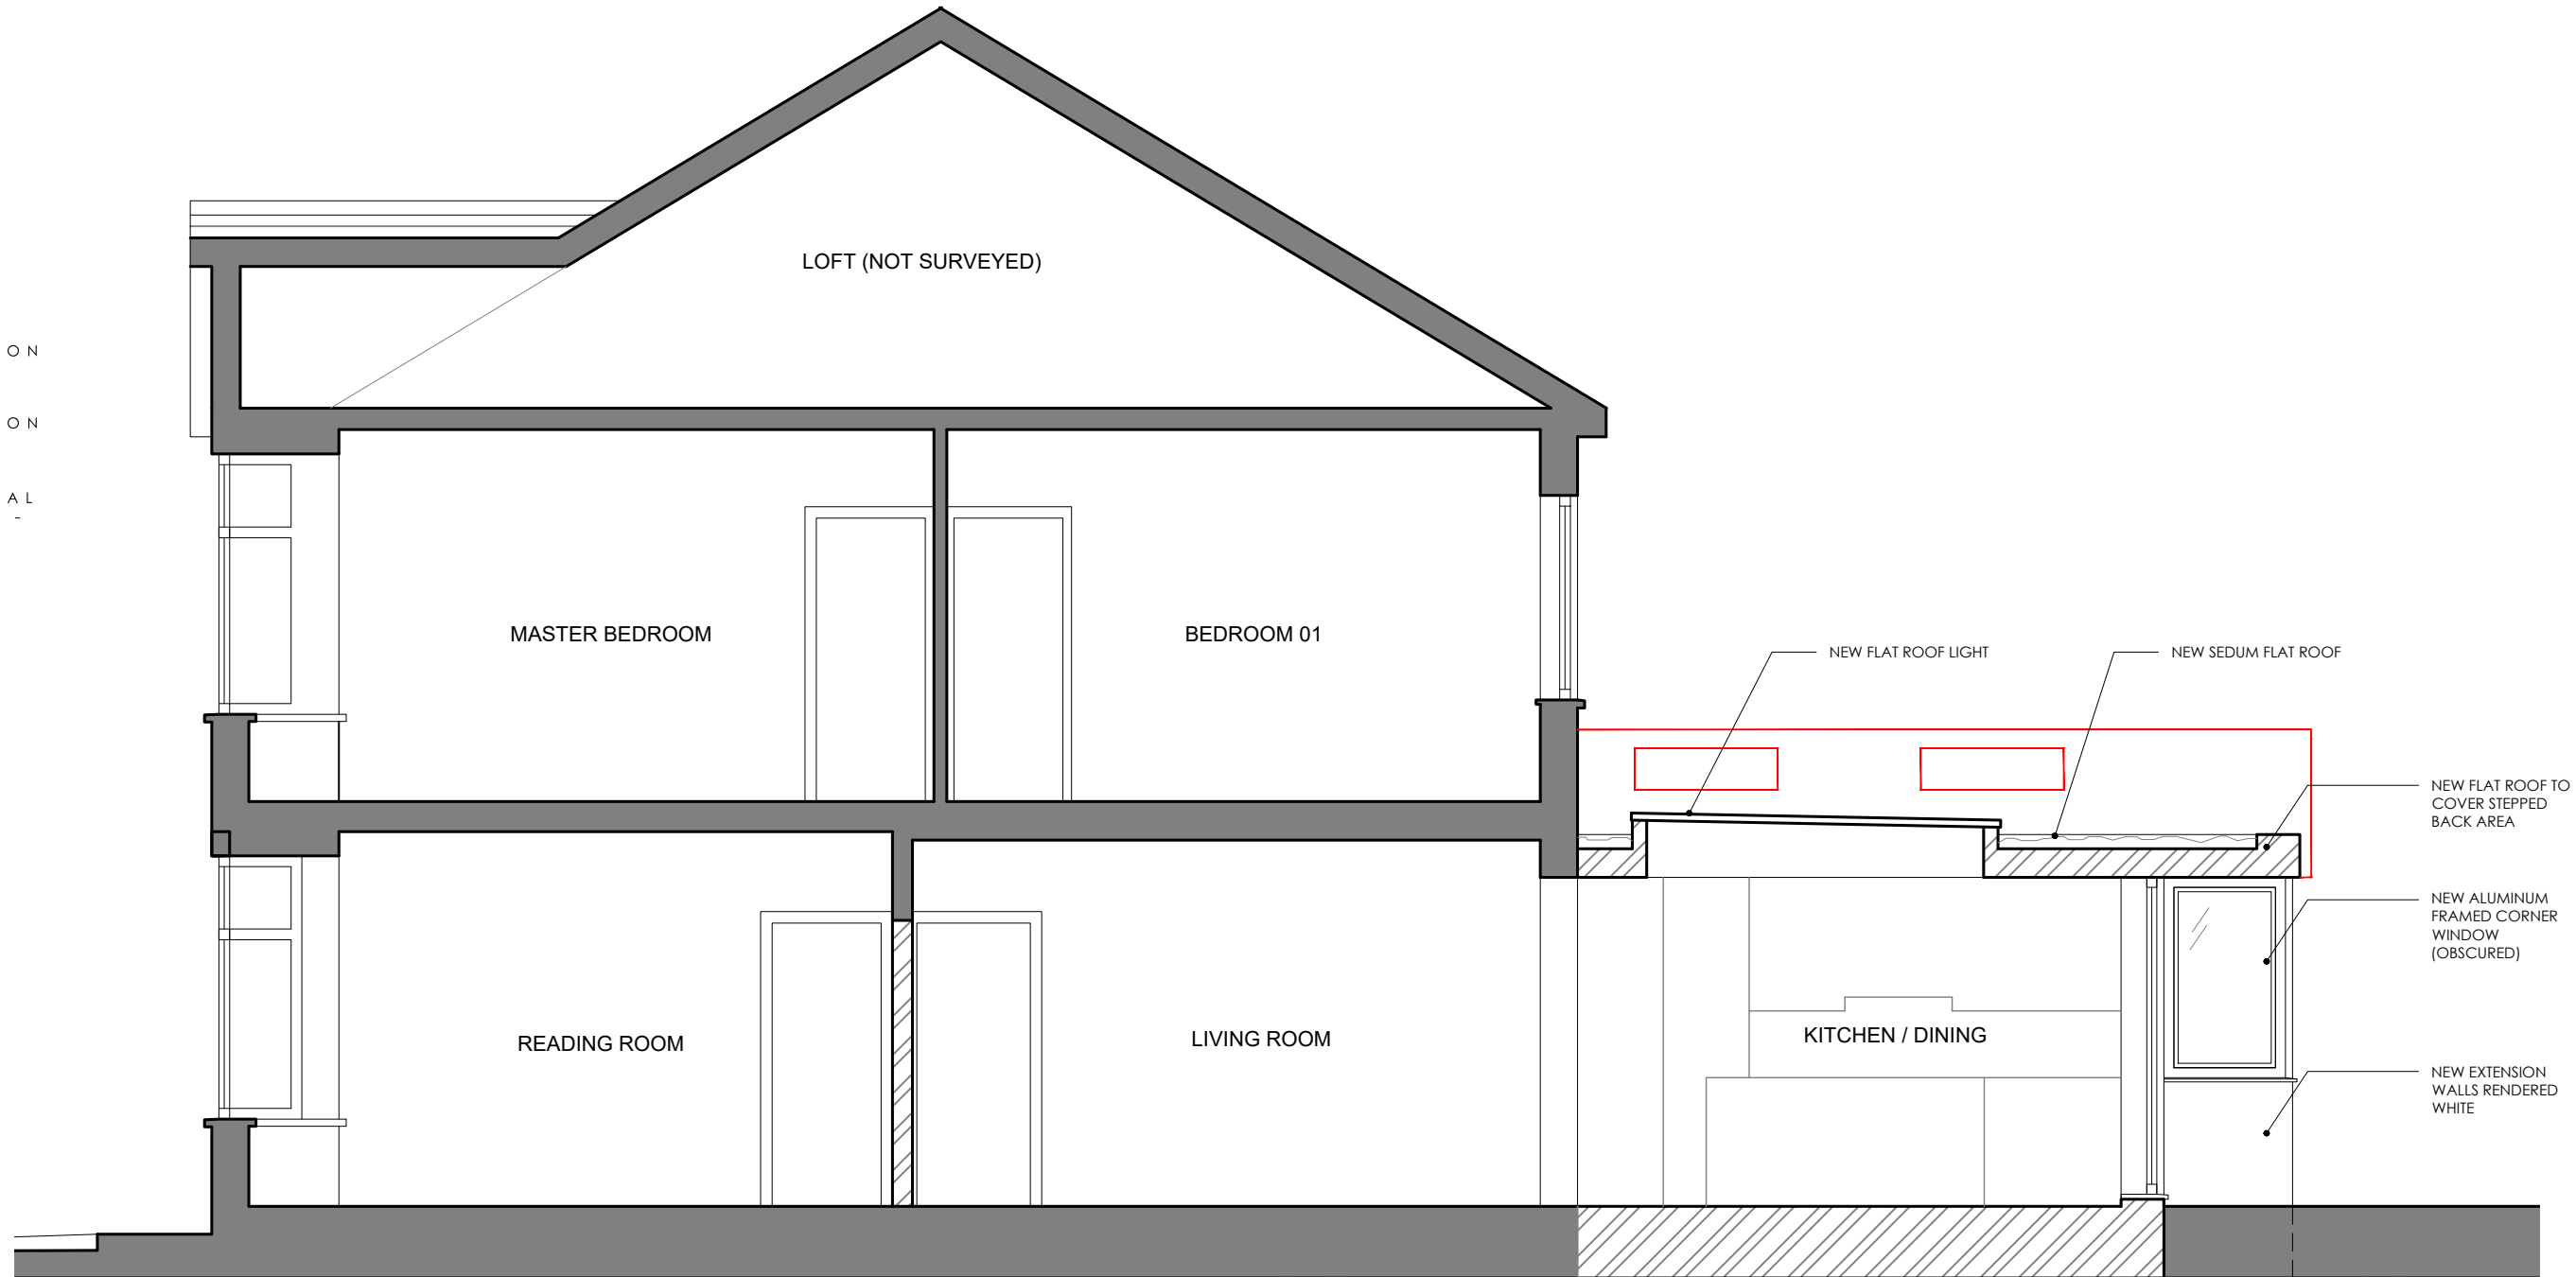 O N
O N
A L
-
LOFT (NOT SURVEYED)
MASTER BEDROOM
BEDROOM 01
NEW FLAT ROOF LIGHT
NEW SEDUM FLAT ROOF
NEW FLAT ROOF TO
COVER STEPPED
BACK AREA
NEW ALUMINUM
FRAMED CORNER
WINDOW
(OBSCURED)
READING ROOM
LIVING ROOM
KITCHEN / DINING
NEW EXTENSION
WALLS RENDERED
WHITE